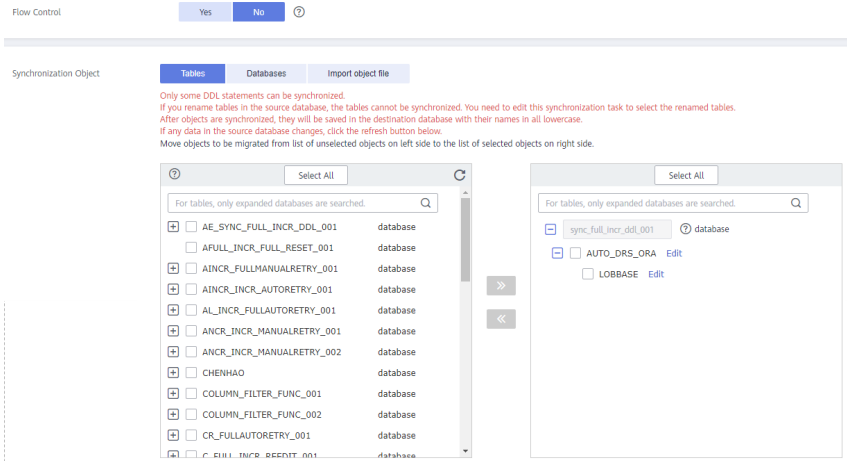 Flow Control Yes No ?
Synchronization Object Tables Databases Import object file
Only some DDL statements can be synchronized.
If you rename tables in the source database, the tables cannot be synchronized. You need to edit this synchronization task to select the renamed tables.
After objects are synchronized, they will be saved in the destination database with their names in all lowercase.
If any data in the source database changes, click the refresh button below.
Move objects to be migrated from list of unselected objects on left side to the list of selected objects on right side.
? Select All
For tables, only expanded databases are searched.
AE_SYNC_FULL_INCR_DDL_001 database
AFULL_INCR_FULL_RESET_001 database
AINCR_FULLMANUALRETRY_001 database
AINCR_INCR_AUTORETRY_001 database
AL_INCR_FULLAUTORETRY_001 database
ANCR_INCR_MANUALRETRY_001 database
ANCR_INCR_MANUALRETRY_002 database
CHENHAO database
COLUMN_FILTER_FUNC_001 database
COLUMN_FILTER_FUNC_002 database
CR_FULLAUTORETRY_001 database
C_FULL_INCR_REEDIT_001 database
Select All
For tables, only expanded databases are searched.
sync_full_incr_ddl_001 ? database
AUTO_DRS_ORA Edit
LOBBASE Edit